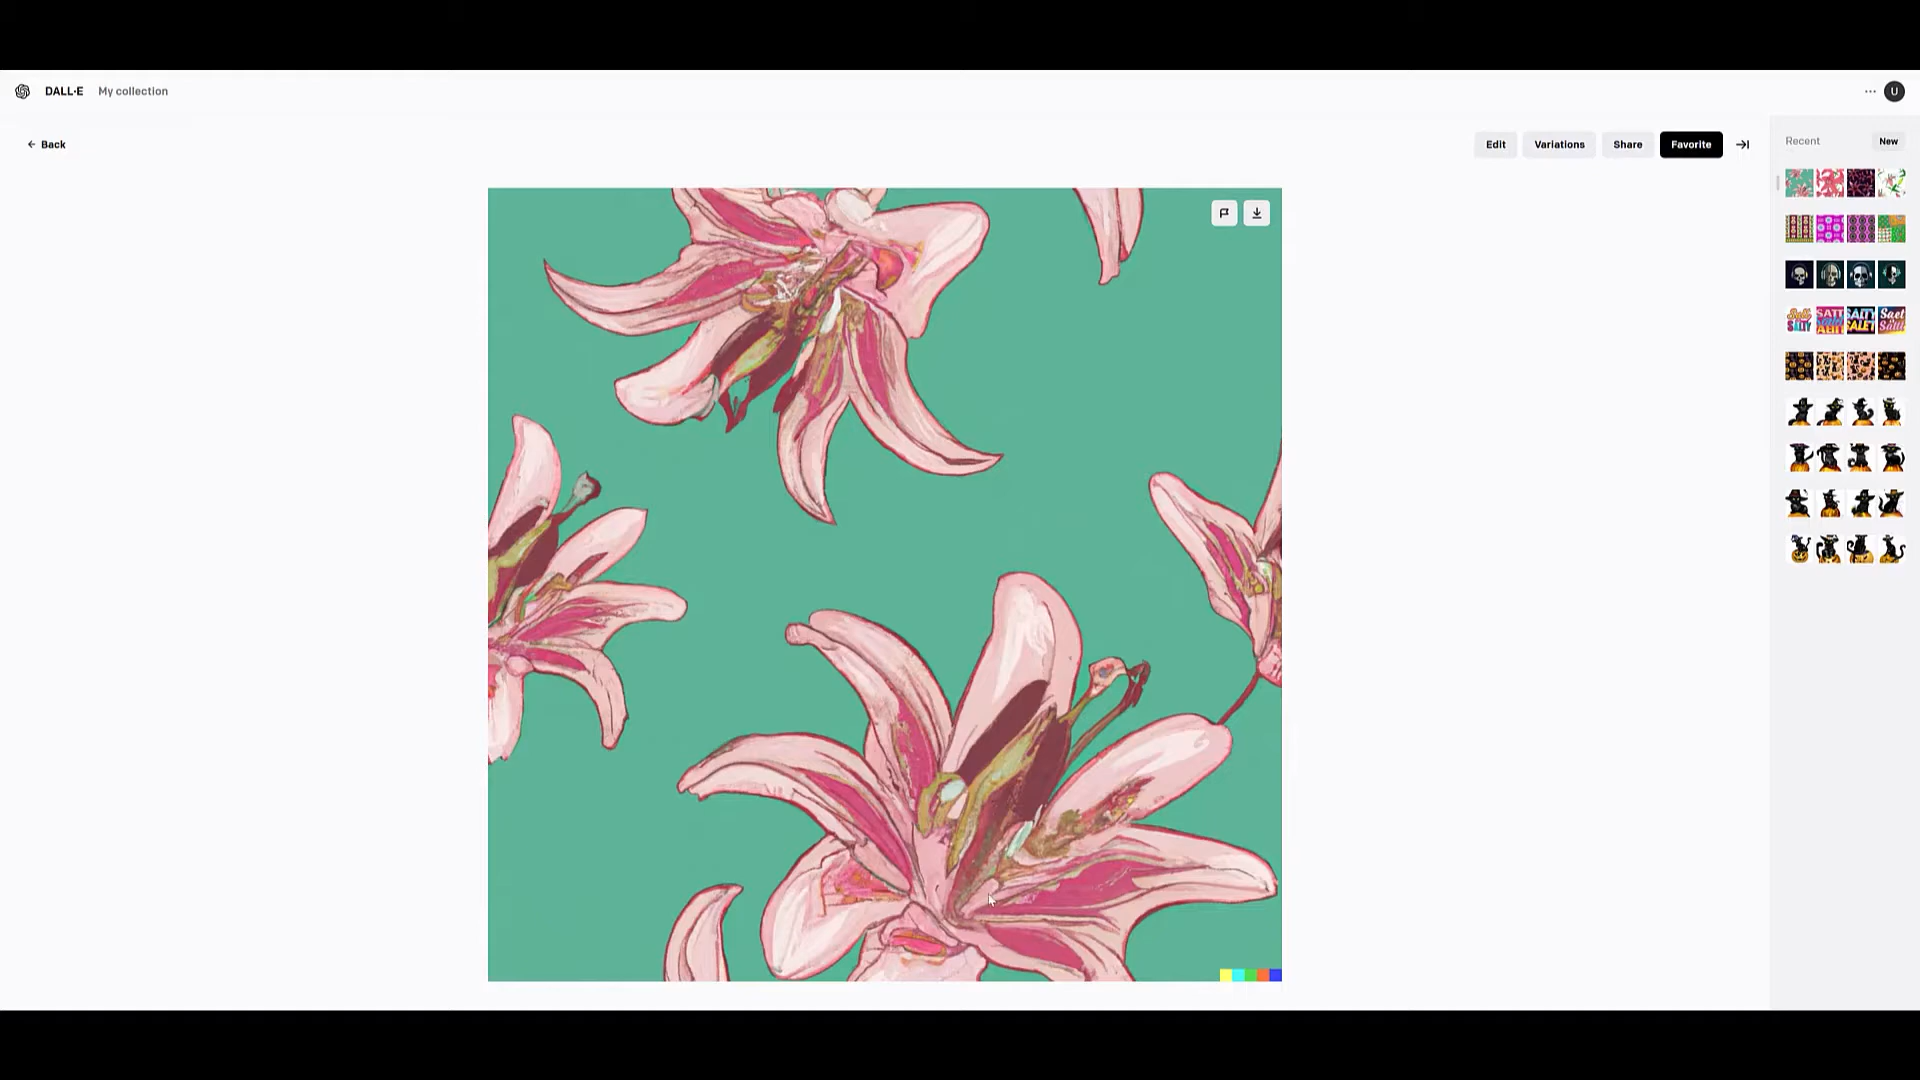 DALL·E My collection
U
Back
Edit
Variations
Share
Favorite
Recent
New